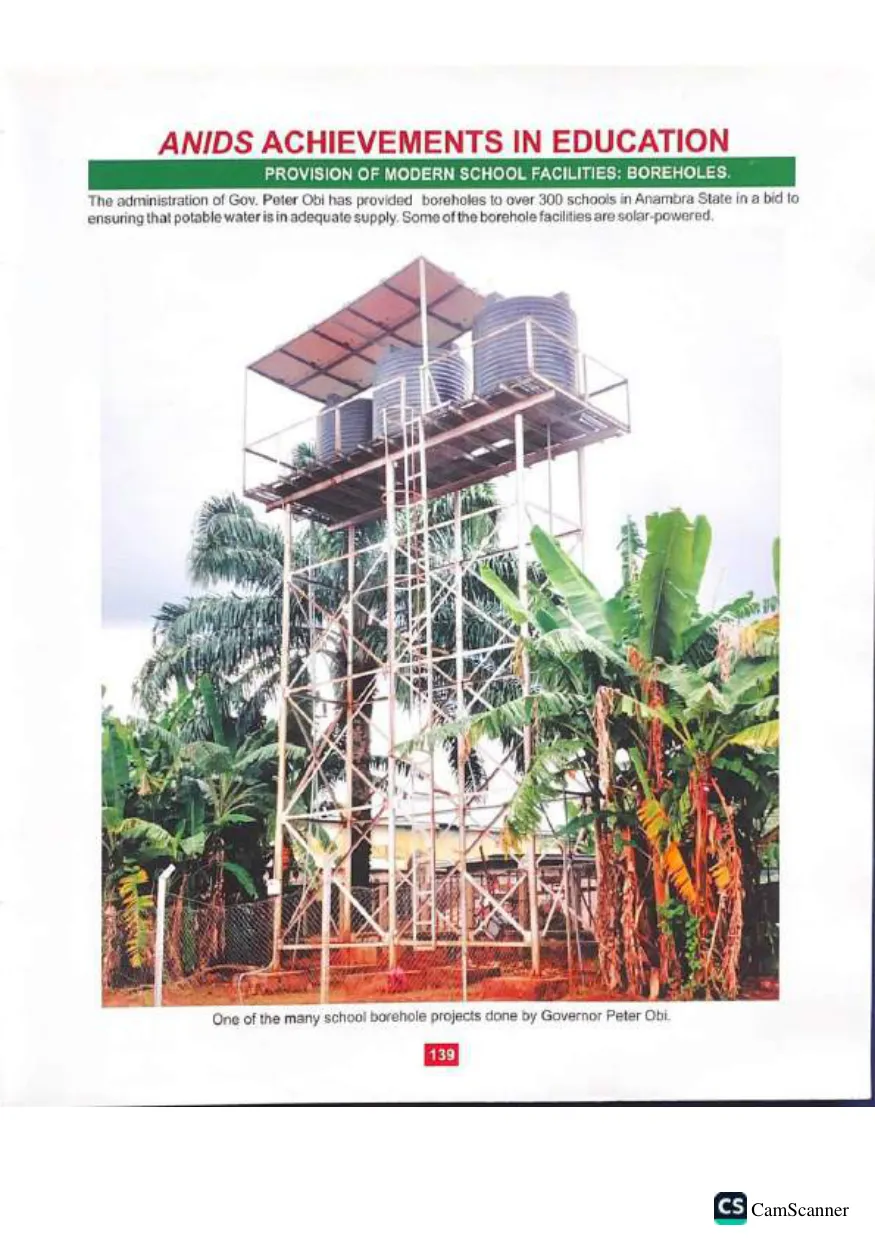 ANIDS ACHIEVEMENTS IN EDUCATION
PROVISION OF MODERN SCHOOL FACILITIES: BOREHOLES.
The administration of Gov. Peter Obi has provided boreholes to over 300 schools in Anambra State in a bid to
ensuring that potable water is in adequate supply. Some of the borehole facilities are solar-powered.
One of the many school borehole projects done by Governor Peter Obi.
139
CS CamScanner